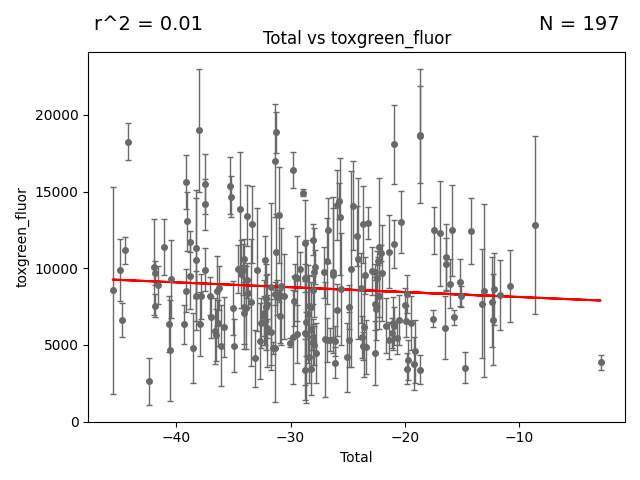 r^2 = 0.01
N = 197
Total vs toxgreen_fluor
20000
15000
10000
5000
0
toxgreen_fluor
−40
−30
−20
−10
Total